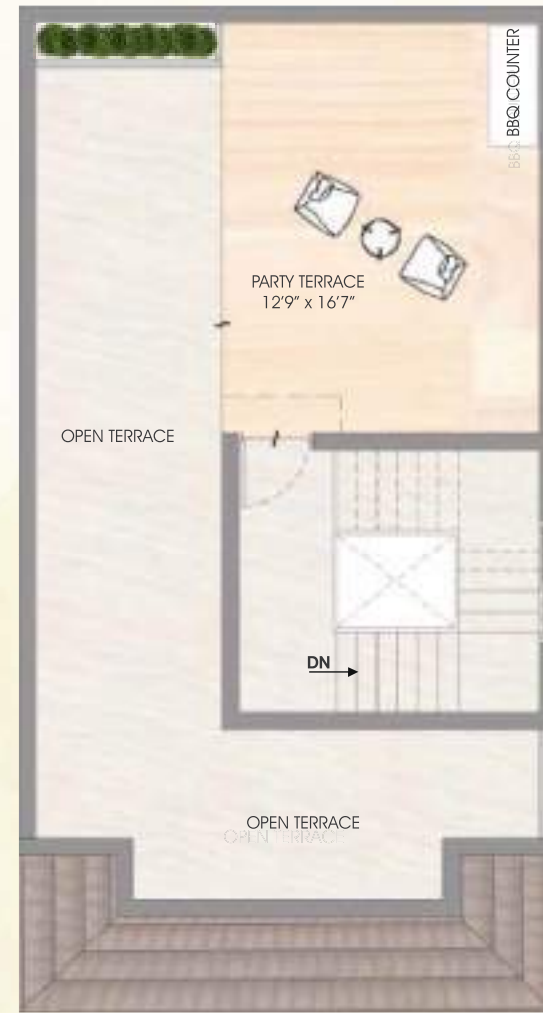 BBQ COUNTER
PARTY TERRACE
12'9" x 16'7"
OPEN TERRACE
DN
OPEN TERRACE